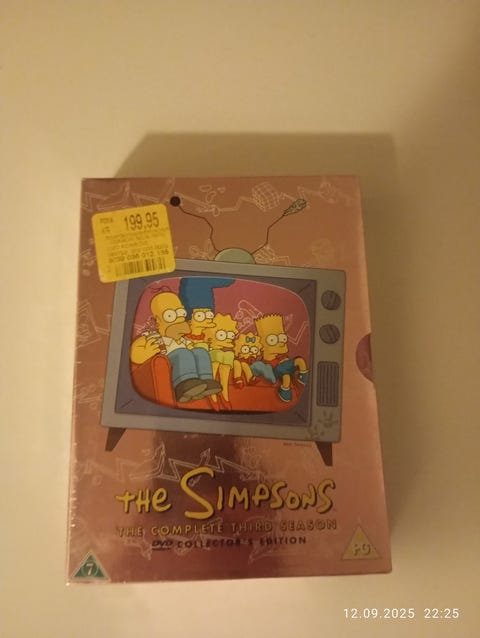 199,95
THE SIMPSONS
THE COMPLETE THIRD SEASON
DVD COLLECTOR'S EDITION
7
PG
12.09.2025 22:25